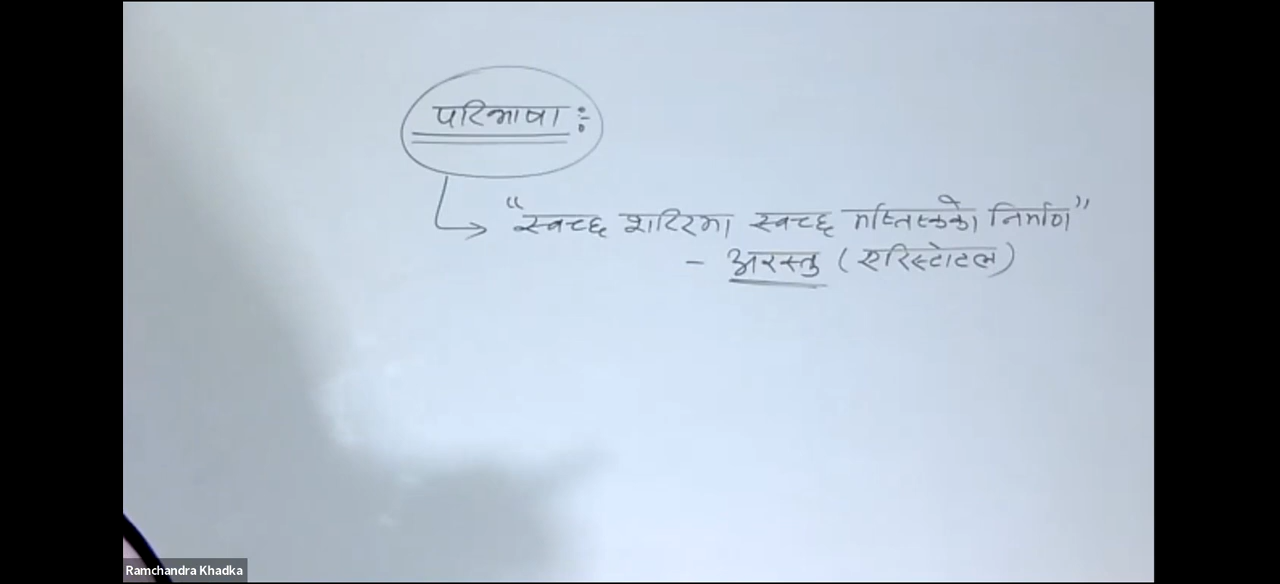 परिभाषा :-
"स्वच्छ शरिरमा स्वच्छ मस्तिष्कको निर्माण"
- अरस्तु (एरिस्टोटल)
Ramchandra Khadka